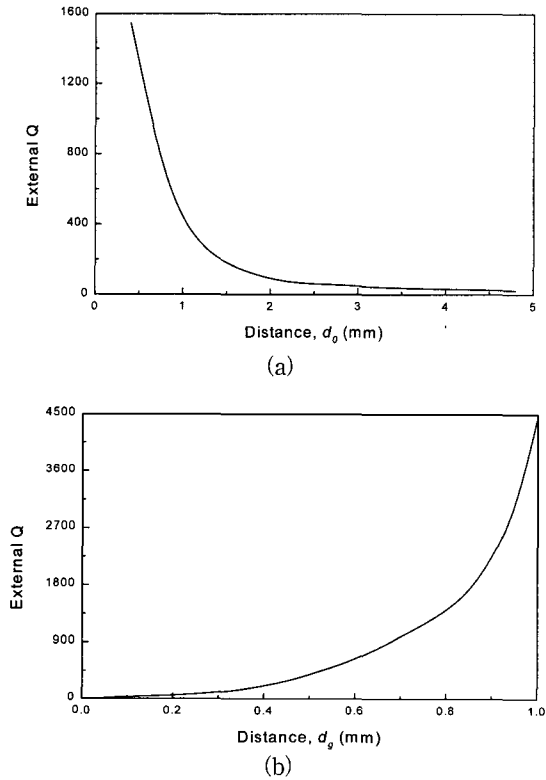 1600
1200
800
400
0
External Q
0 1 2 3 4 5
Distance, d₀ (mm)
(a)
4500
3600
2700
1800
900
0
External Q
0.0 0.2 0.4 0.6 0.8 1.0
Distance, d_g (mm)
(b)